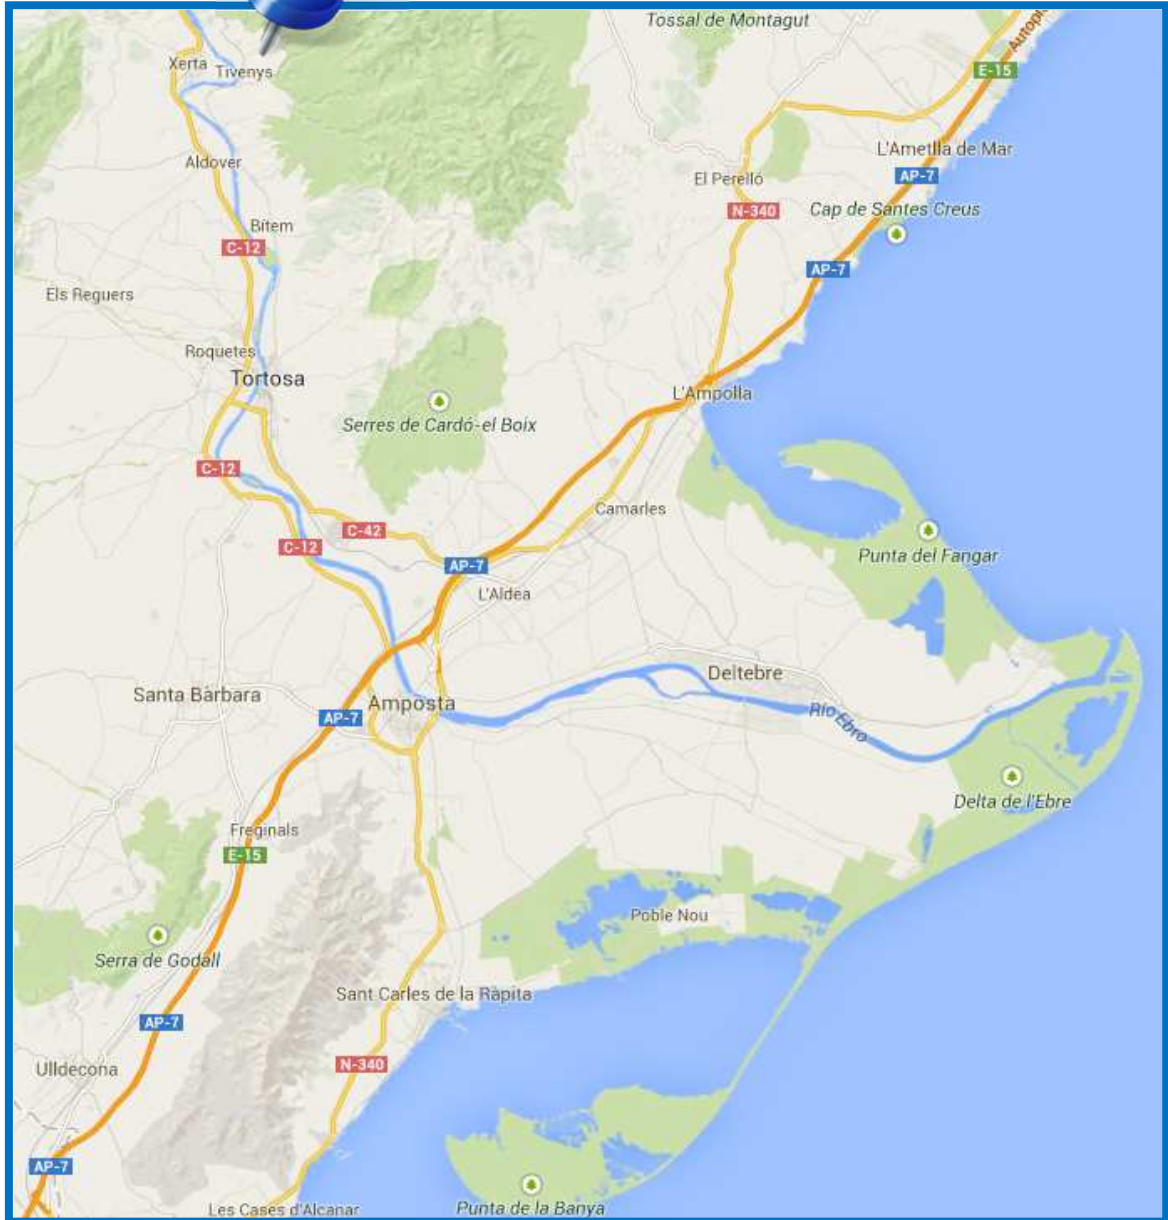 Tossal de Montagut
Autopi
Xerta
Tivenys
E-15
L'Ametlla de Mar
Aldover
El Perelló
AP-7
N-340
Cap de Santes Creus
Bítem
C-12
AP-7
Els Reguers
Roquetes
Tortosa
L'Ampolla
Serres de Cardó-el Boix
C-12
Camarles
C-42
C-12
Punta del Fangar
AP-7
L'Aldea
Deltebre
Santa Bàrbara
Amposta
AP-7
Río Ebro
Delta de l'Ebre
Freginals
E-15
Poble Nou
Serra de Godall
Sant Carles de la Ràpita
AP-7
Ulldecona
N-340
AP-7
Les Cases d'Alcanar
Punta de la Banya